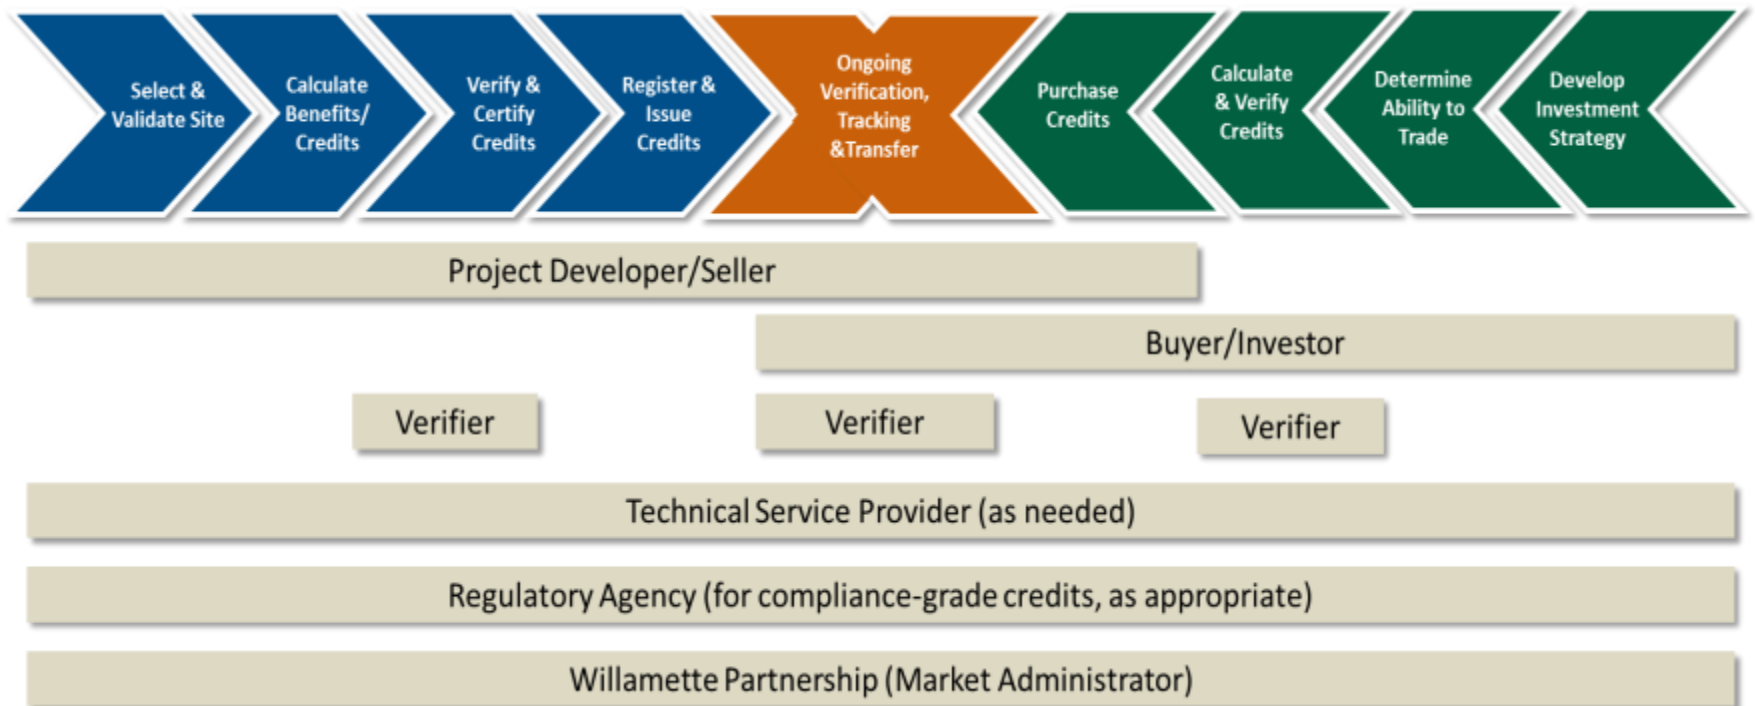 Select &
Validate Site
Calculate
Benefits/
Credits
Verify &
Certify
Credits
Register &
Issue
Credits
Ongoing
Verification,
Tracking
&Transfer
Purchase
Credits
Calculate
& Verify
Credits
Determine
Ability to
Trade
Develop
Investment
Strategy
Project Developer/Seller
Buyer/Investor
Verifier
Verifier
Verifier
Technical Service Provider (as needed)
Regulatory Agency (for compliance-grade credits, as appropriate)
Willamette Partnership (Market Administrator)